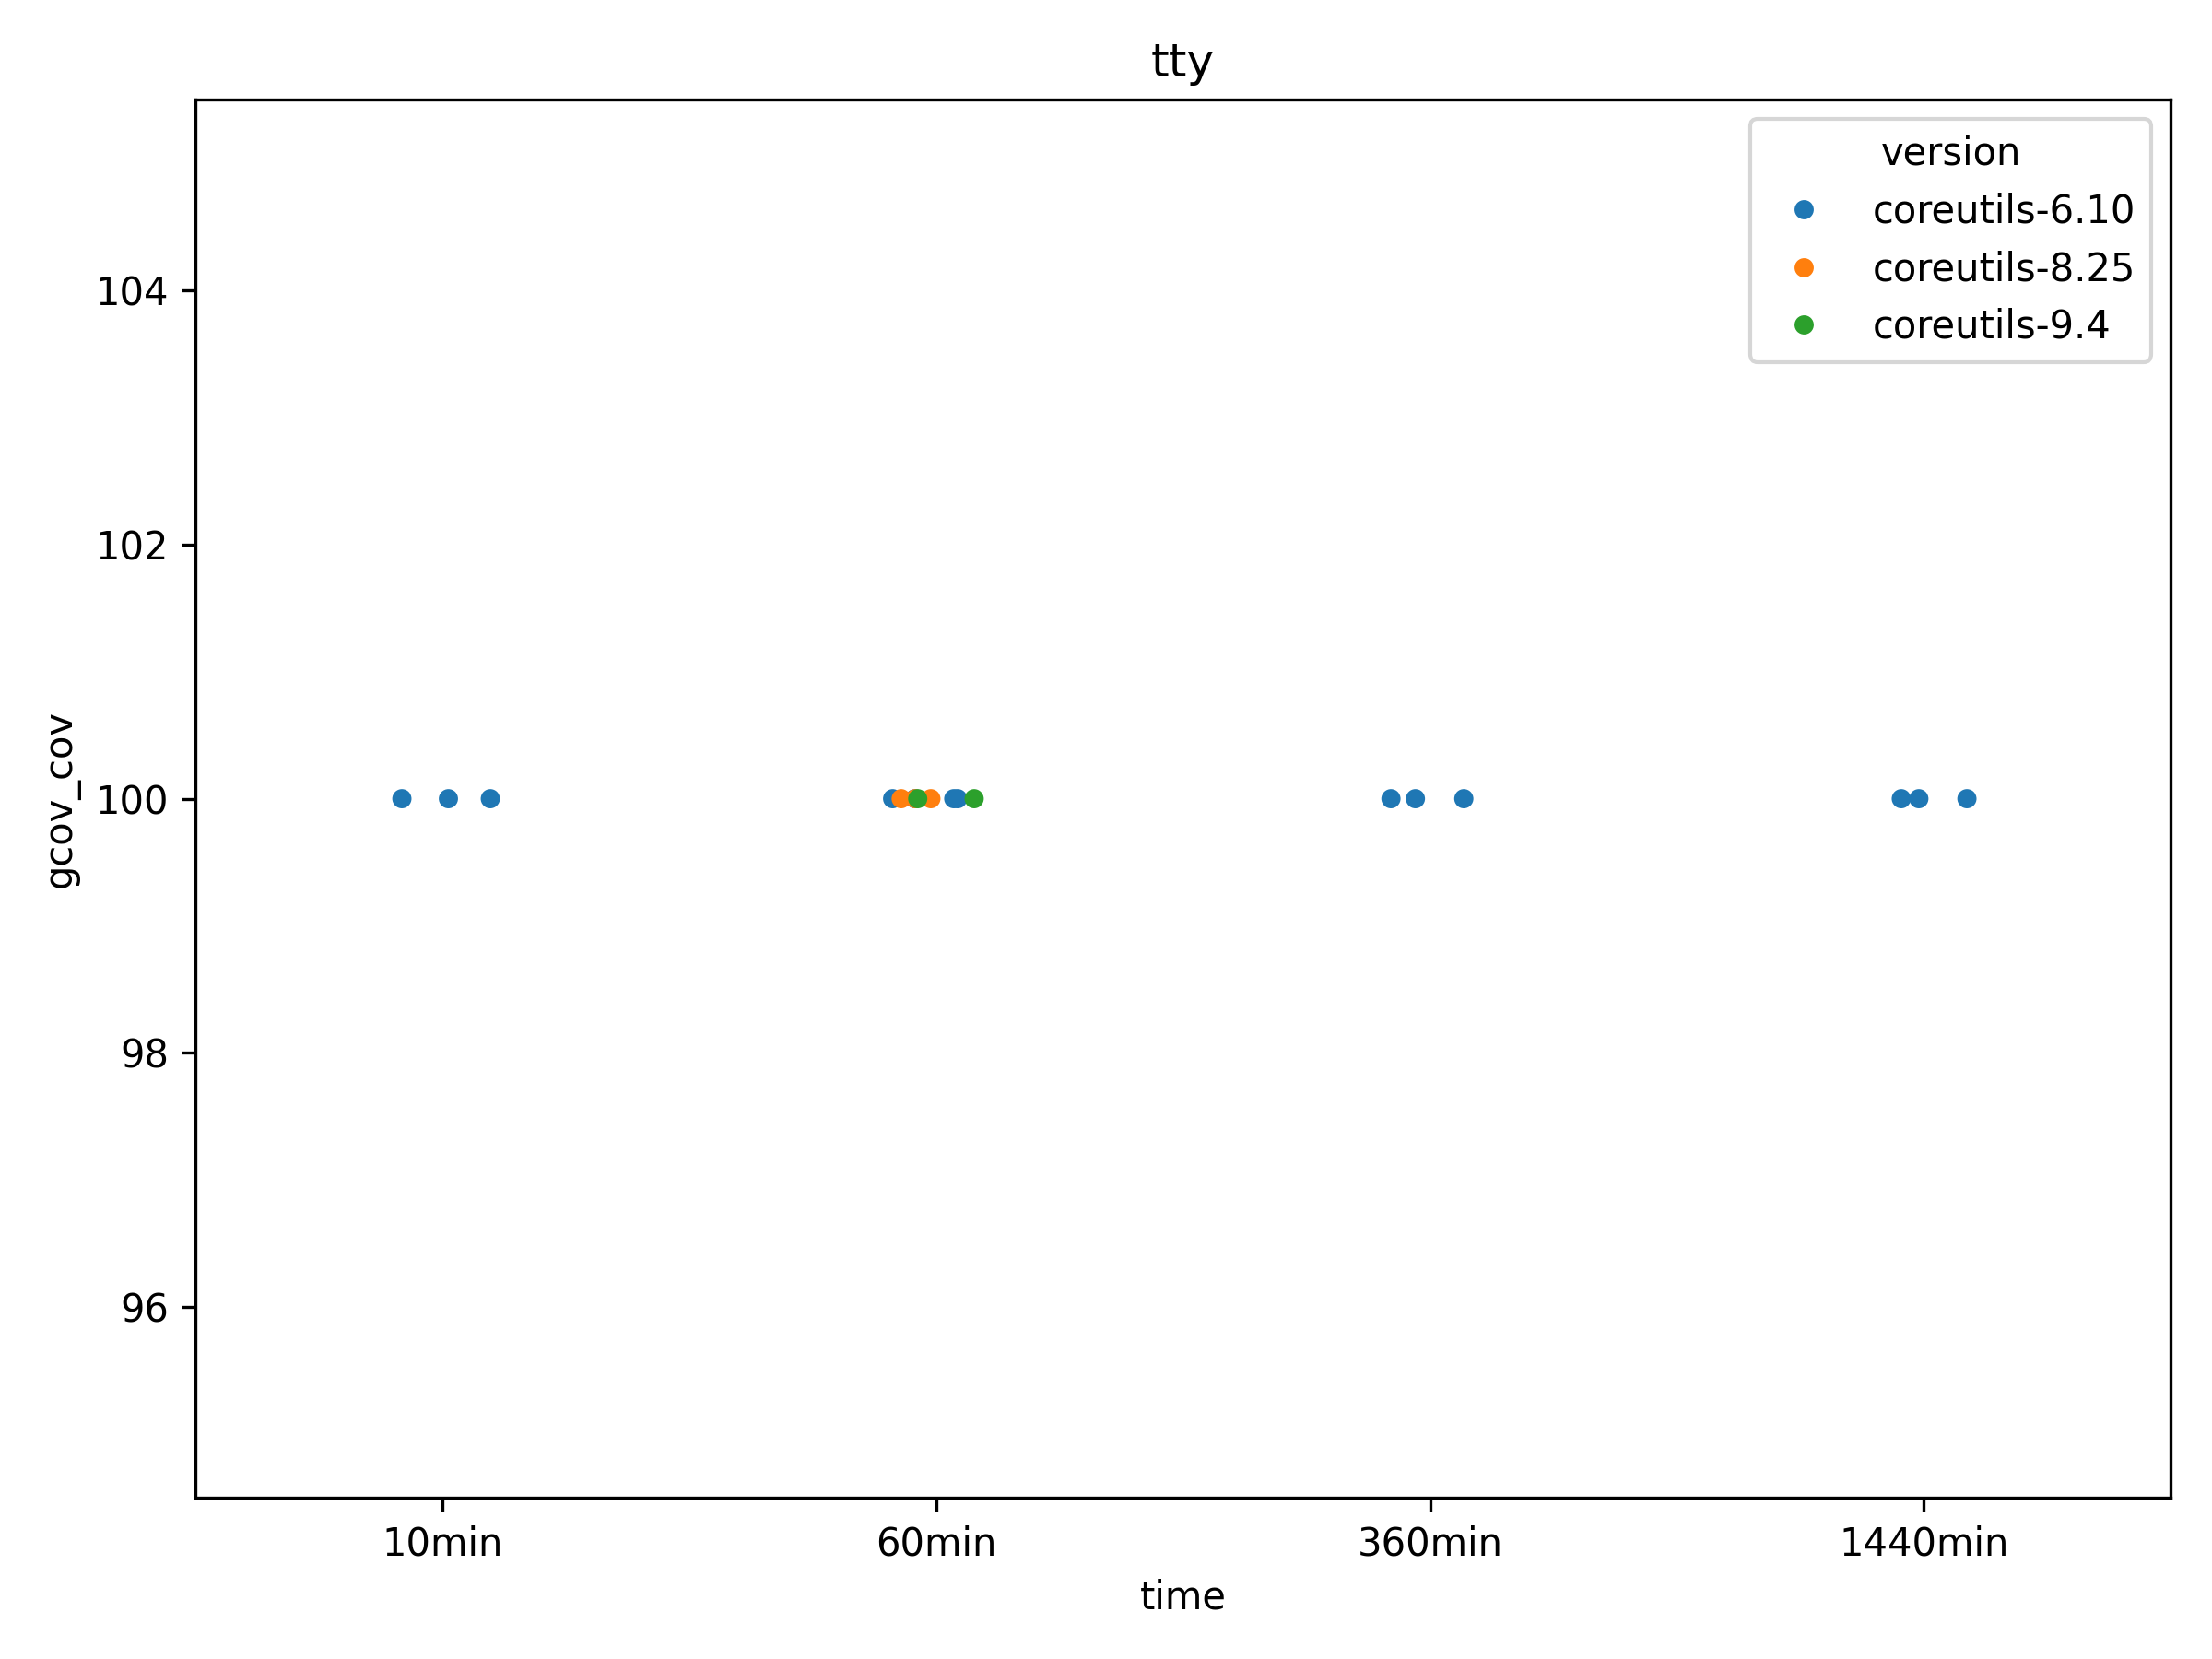 tty
version
coreutils-6.10
coreutils-8.25
coreutils-9.4
gcov_cov
104
102
100
98
96
10min
60min
360min
1440min
time